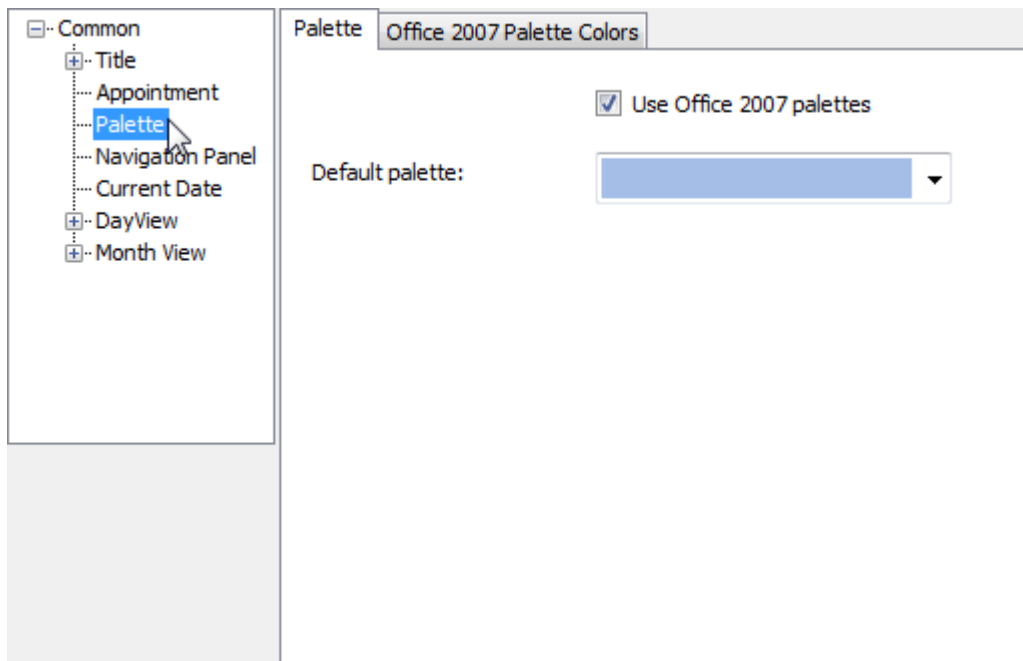 Common
Title
Appointment
Palette
Navigation Panel
Current Date
DayView
Month View
Palette
Office 2007 Palette Colors
Use Office 2007 palettes
Default palette: